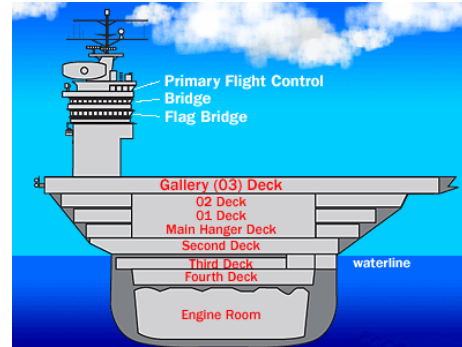 Primary Flight Control
Bridge
Flag Bridge
Gallery (03) Deck
02 Deck
01 Deck
Main Hanger Deck
Second Deck
Third Deck
waterline
Fourth Deck
Engine Room